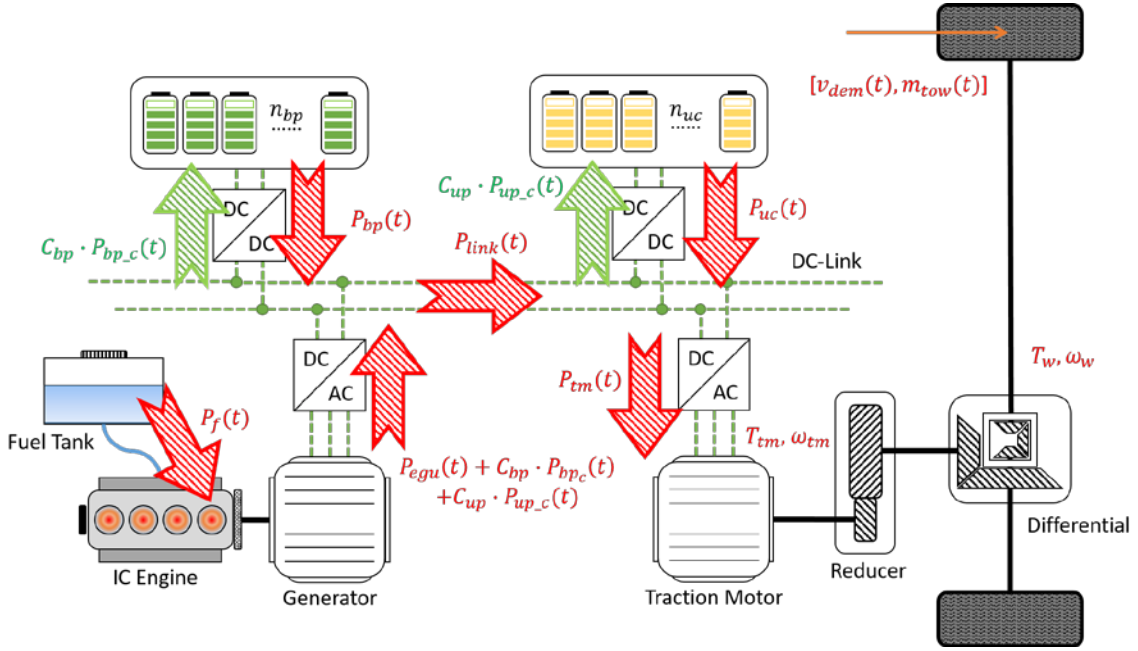 [v_dem(t), m_tow(t)]
n_bp
......
n_uc
......
DC
DC
DC
DC
C_bp · P_bp_c(t)
P_bp(t)
P_link(t)
C_up · P_up_c(t)
P_uc(t)
DC-Link
DC
AC
DC
AC
P_f(t)
Fuel Tank
P_egu(t) + C_bp · P_bp_c(t)
+C_up · P_up_c(t)
P_tm(t)
T_tm, ω_tm
T_w, ω_w
IC Engine
Generator
Traction Motor
Reducer
Differential